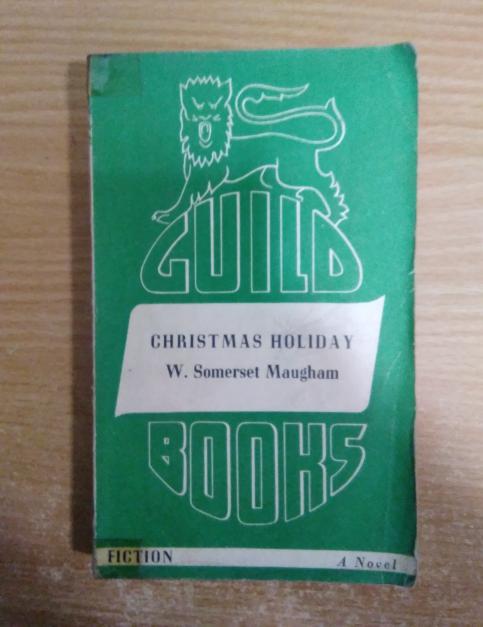 GUILD
CHRISTMAS HOLIDAY
W. Somerset Maugham
BOOKS
FICTION
A Novel